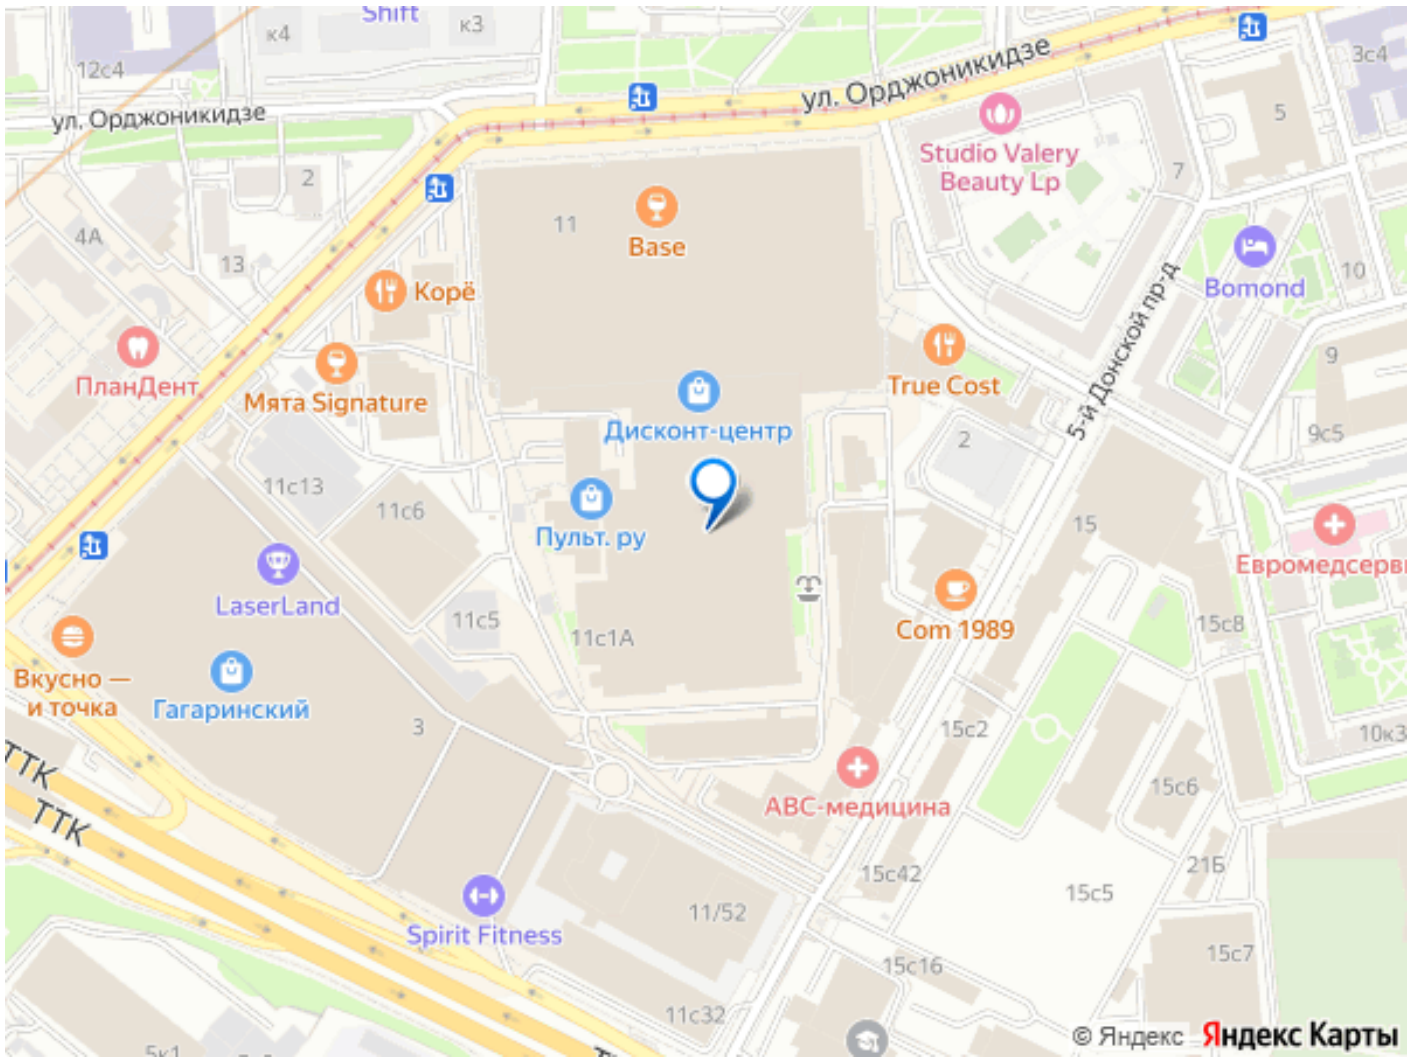 Shift
к4
к3
12с4
3с4
ул. Орджоникидзе
ул. Орджоникидзе
5
Studio Valery
Beauty Lp
7
2
11
Base
4А
13
Корё
Bomond
10
5-й Донской пр-д
ПланДент
Мята Signature
True Cost
9
Дисконт-центр
2
9с5
11с13
11с6
Пульт. ру
15
Евромедсерв
LaserLand
11с5
11с1А
Com 1989
15с8
Вкусно —
и точка
Гагаринский
3
15с2
10к3
ТТК
ТТК
АВС-медицина
15с6
15с42
21Б
15с5
11/52
Spirit Fitness
15с16
15с7
11с32
5к1
© Яндекс
Яндекс Карты